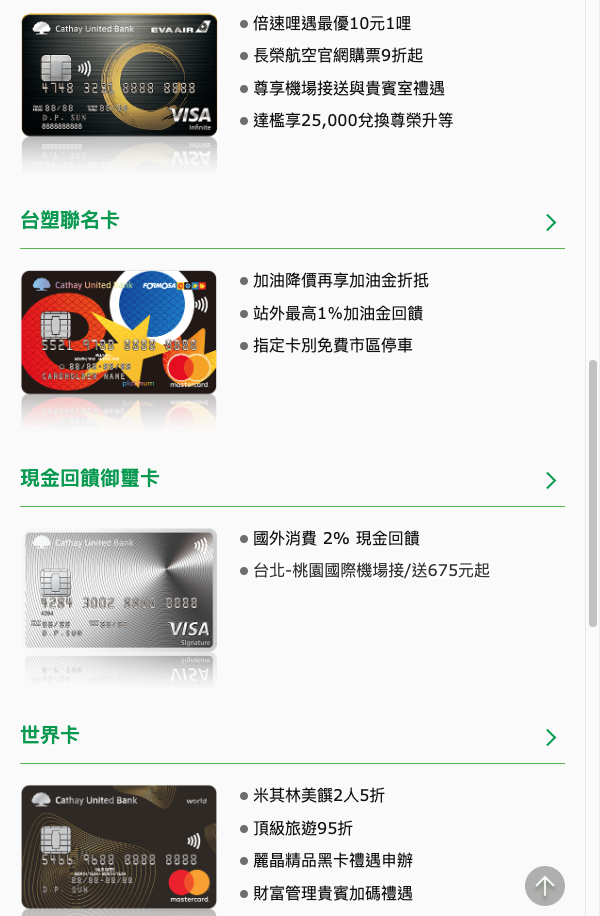 Cathay United Bank
EVA AIR
4748 3250 8888 8888
88/88 88/88
D.P. SUN
8888888888
VISA
Infinite
倍速哩遇最優10元1哩
長榮航空官網購票9折起
尊享機場接送與貴賓室禮遇
達檻享25,000兌換尊榮升等
台塑聯名卡
Cathay United Bank
FORMOSA
5521 9788 8888 8888
88/88-88/88
CARDHOLDER NAME
platinum
mastercard
加油降價再享加油金折抵
站外最高1%加油金回饋
指定卡別免費市區停車
現金回饋御璽卡
Cathay United Bank
4284 3002 8888 8888
4284
88/88 88/88
D.P.SUN
VISA
Signature
國外消費 2% 現金回饋
台北-桃園國際機場接/送675元起
世界卡
Cathay United Bank
world
5466 9688 8888 8888
88/88-88/88
D.P. SUN
mastercard
米其林美饌2人5折
頂級旅遊95折
麗晶精品黑卡禮遇申辦
財富管理貴賓加碼禮遇